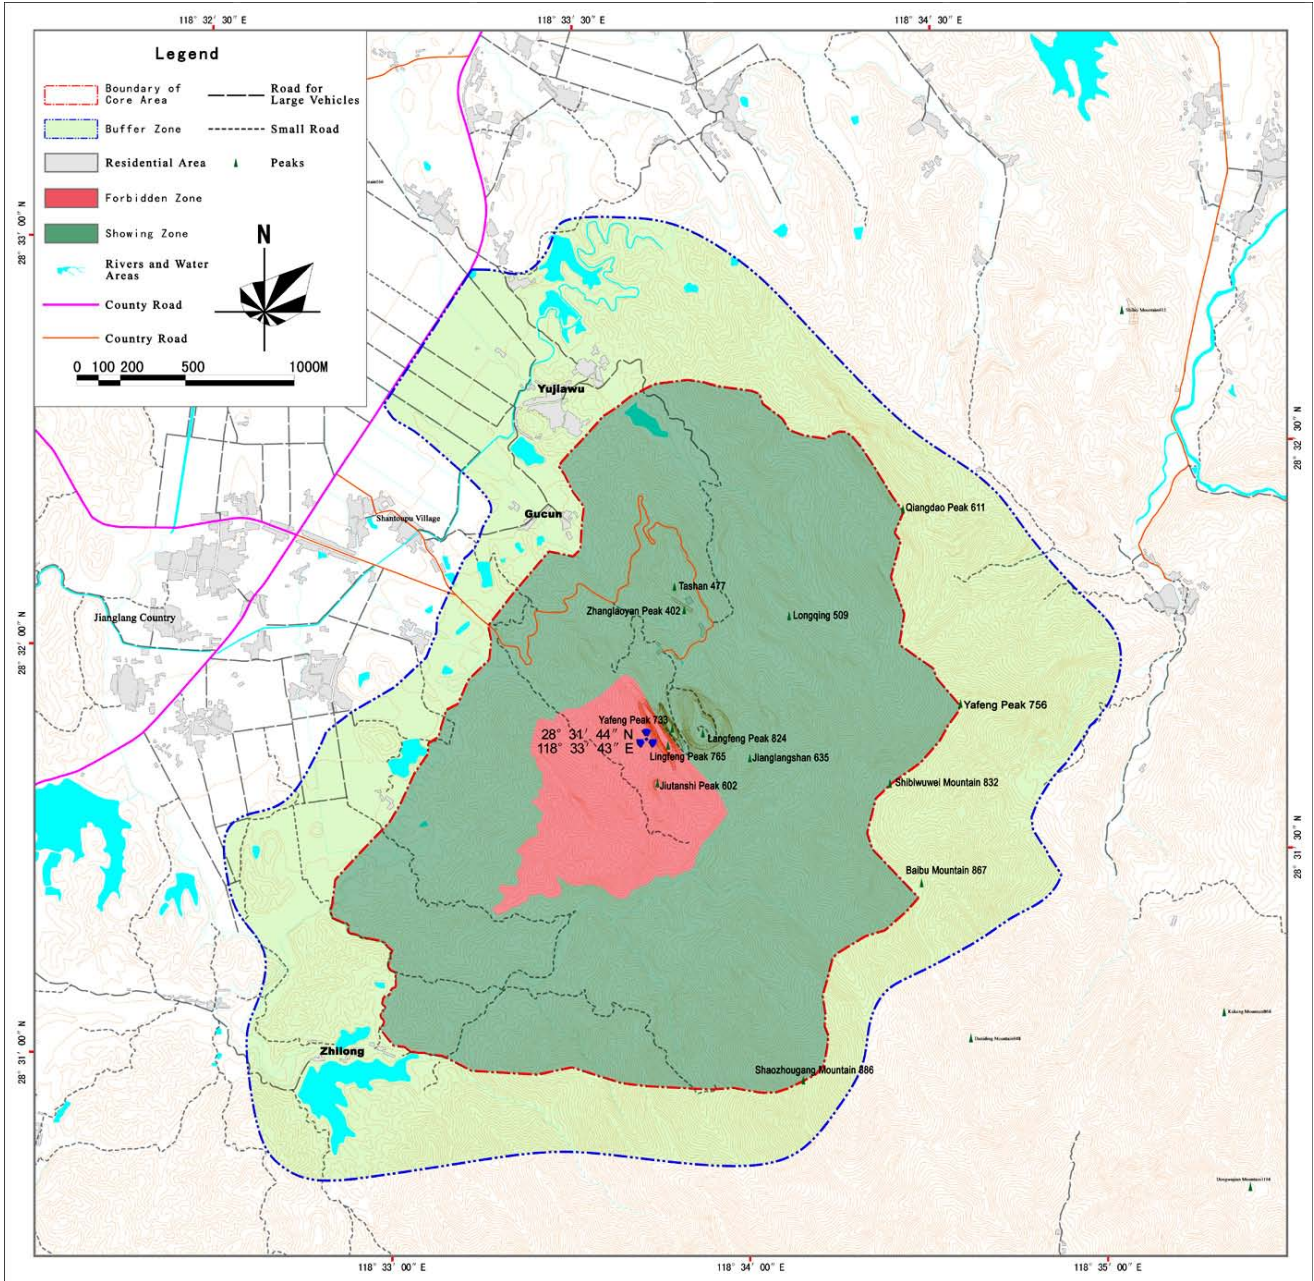 118° 32′ 30″ E
118° 33′ 30″ E
118° 34′ 30″ E
Legend
Boundary of
Core Area
Road for
Large Vehicles
Buffer Zone
Small Road
Residential Area
Peaks
Forbidden Zone
Showing Zone
Rivers and Water
Areas
County Road
Country Road
N
0 100 200 500 1000M
28° 33′ 00″ N
28° 32′ 30″ N
28° 32′ 00″ N
28° 31′ 30″ N
28° 31′ 00″ N
Yujiawu
Gucun
Shantoupu Village
Jianglang Country
Qiangdao Peak 611
Tashan 477
Zhanglaoyan Peak 402
Longqing 509
Yafeng Peak 756
Yafeng Peak 733
28° 31′ 44″ N
118° 33′ 43″ E
Langfeng Peak 824
Lingfeng Peak 765
Jianglangshan 635
Jiutanshi Peak 602
Shibiwuwei Mountain 832
Baibu Mountain 867
Zhilong
Shaozhougang Mountain 886
118° 33′ 00″ E
118° 34′ 00″ E
118° 35′ 00″ E